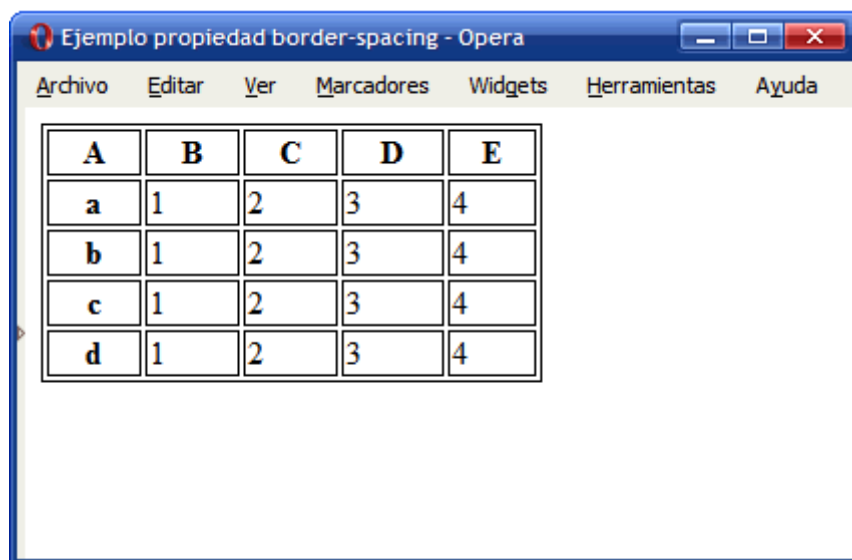 Ejemplo propiedad border-spacing - Opera
Archivo Editar Ver Marcadores Widgets Herramientas Ayuda
A B C D E
a 1 2 3 4
b 1 2 3 4
c 1 2 3 4
d 1 2 3 4